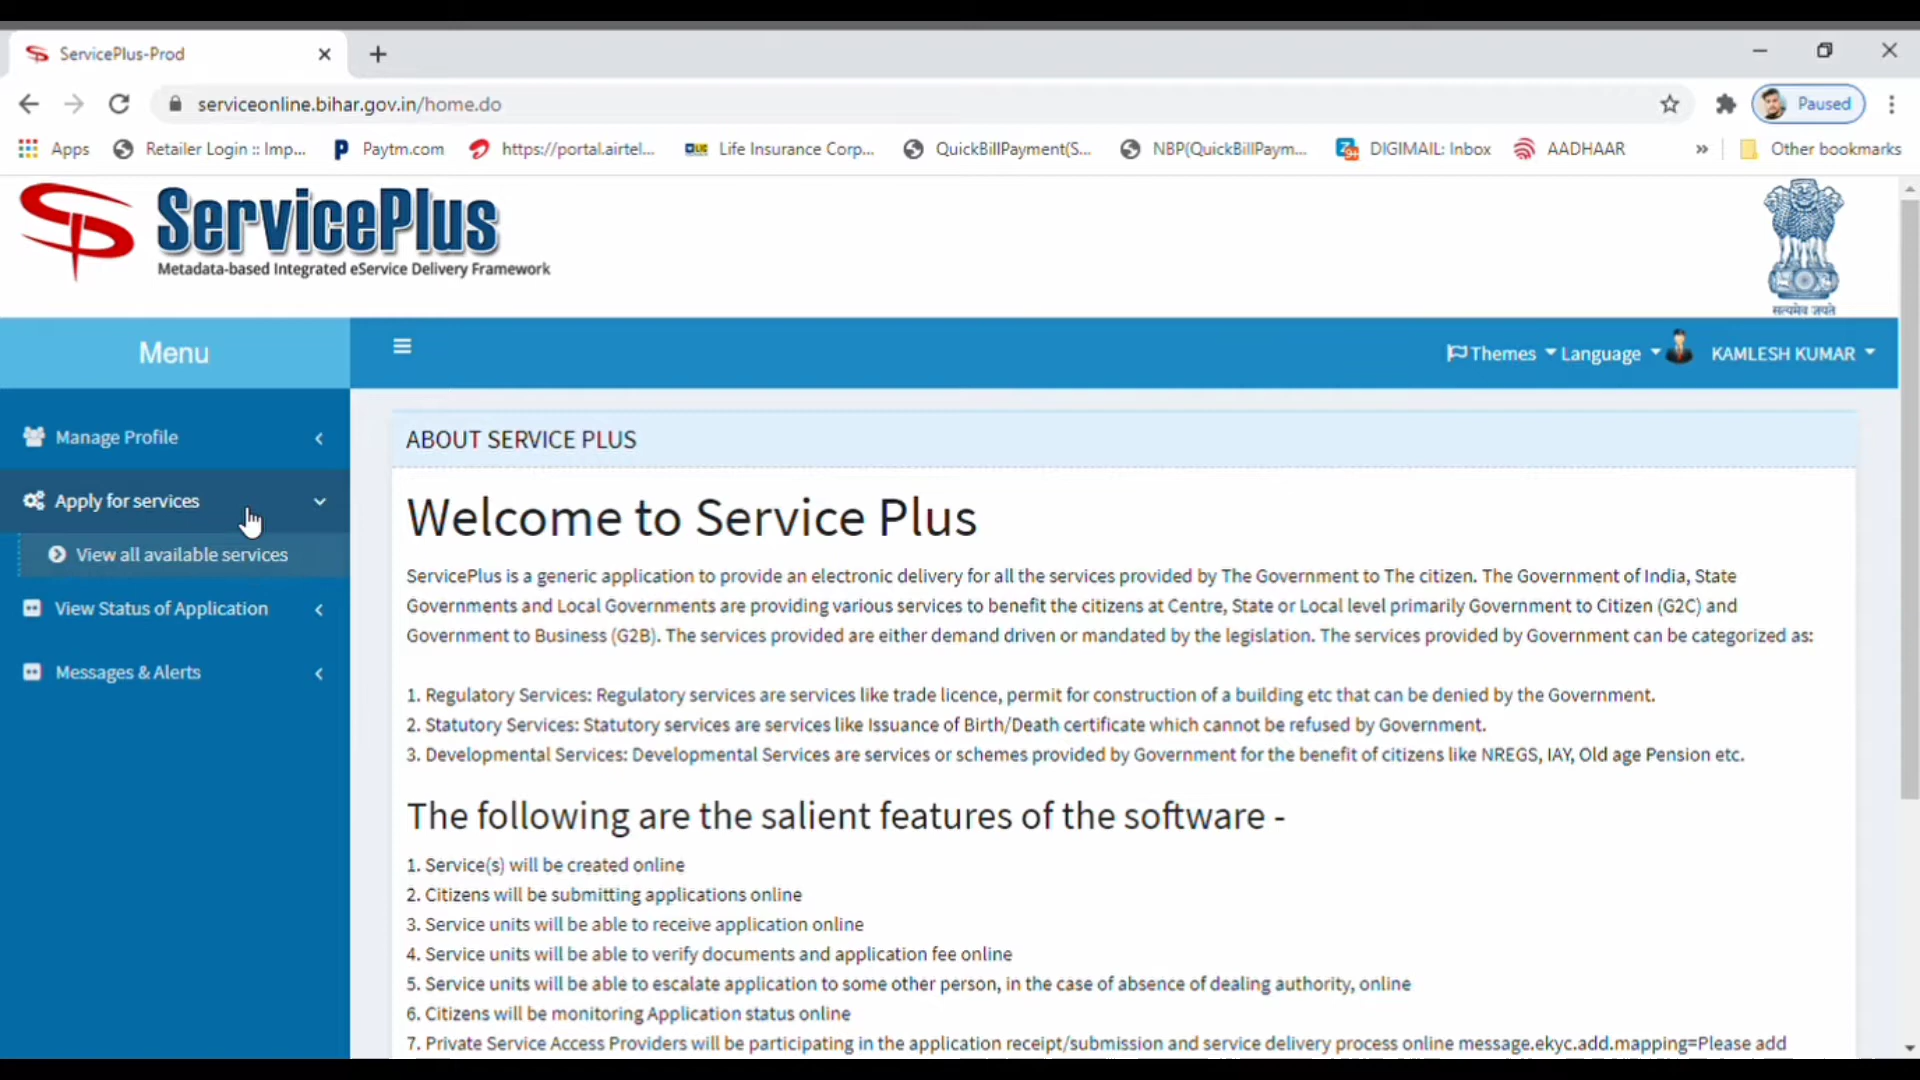 ServicePlus-Prod
serviceonline.bihar.gov.in/home.do
Paused
Apps
Retailer Login :: Imp...
Paytm.com
https://portal.airtel...
Life Insurance Corp...
QuickBillPayment(S...
NBP(QuickBillPaym...
DIGIMAIL: Inbox
AADHAAR
»
Other bookmarks
ServicePlus
Metadata-based Integrated eService Delivery Framework
सत्यमेव जयते
Menu
Themes
Language
KAMLESH KUMAR
Manage Profile
Apply for services
View all available services
View Status of Application
Messages & Alerts
ABOUT SERVICE PLUS
Welcome to Service Plus
ServicePlus is a generic application to provide an electronic delivery for all the services provided by The Government to The citizen. The Government of India, State
Governments and Local Governments are providing various services to benefit the citizens at Centre, State or Local level primarily Government to Citizen (G2C) and
Government to Business (G2B). The services provided are either demand driven or mandated by the legislation. The services provided by Government can be categorized as:
1. Regulatory Services: Regulatory services are services like trade licence, permit for construction of a building etc that can be denied by the Government.
2. Statutory Services: Statutory services are services like Issuance of Birth/Death certificate which cannot be refused by Government.
3. Developmental Services: Developmental Services are services or schemes provided by Government for the benefit of citizens like NREGS, IAY, Old age Pension etc.
The following are the salient features of the software -
1. Service(s) will be created online
2. Citizens will be submitting applications online
3. Service units will be able to receive application online
4. Service units will be able to verify documents and application fee online
5. Service units will be able to escalate application to some other person, in the case of absence of dealing authority, online
6. Citizens will be monitoring Application status online
7. Private Service Access Providers will be participating in the application receipt/submission and service delivery process online message.ekyc.add.mapping=Please add